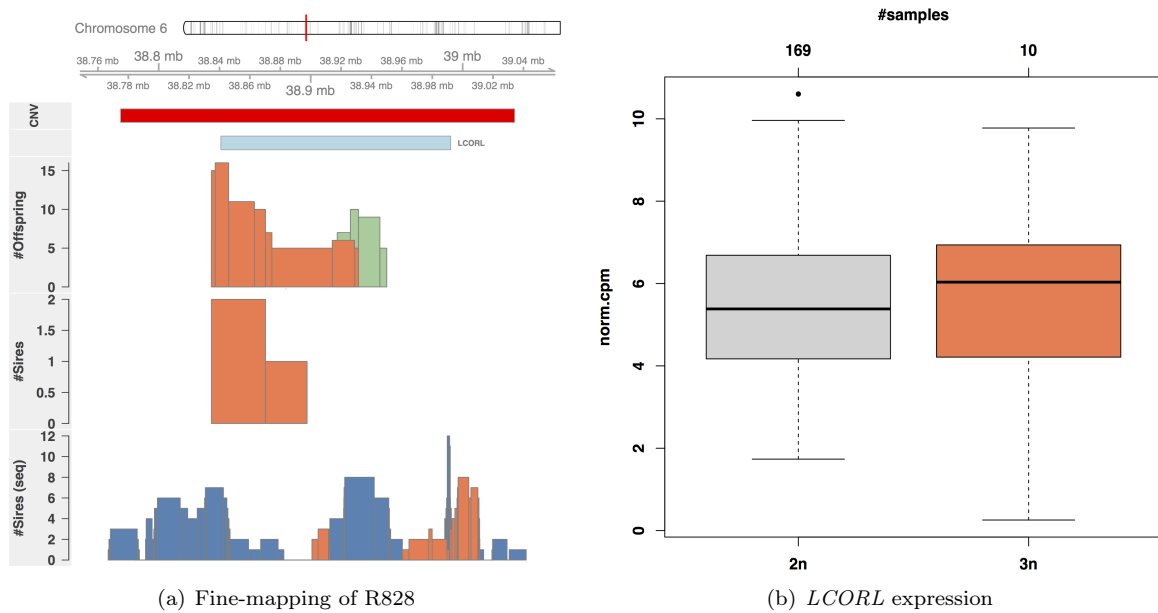 Chromosome 6
38.76 mb 38.8 mb 38.84 mb 38.88 mb 38.92 mb 38.96 mb 39 mb 39.04 mb
38.78 mb 38.82 mb 38.86 mb 38.9 mb 38.94 mb 38.98 mb 39.02 mb
CNV
LCORL
#Offspring
15
10
5
0
#Sires
2
1.5
1
0.5
0
#Sires (seq)
12
10
8
6
4
2
0
(a) Fine-mapping of R828
#samples
169 10
norm.cpm
10
8
6
4
2
0
2n 3n
(b) LCORL expression